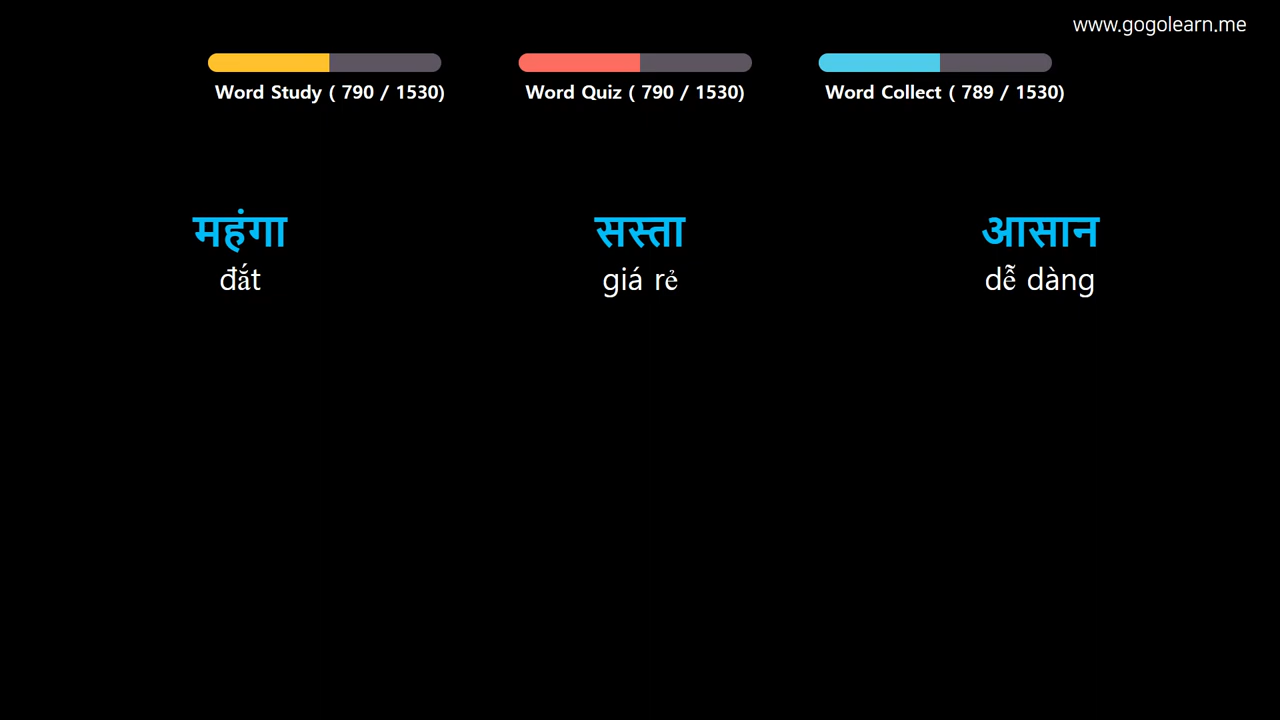 www.gogolearn.me
Word Study ( 790 / 1530)
Word Quiz ( 790 / 1530)
Word Collect ( 789 / 1530)
महंगा
đắt
सस्ता
giá rẻ
आसान
dễ dàng